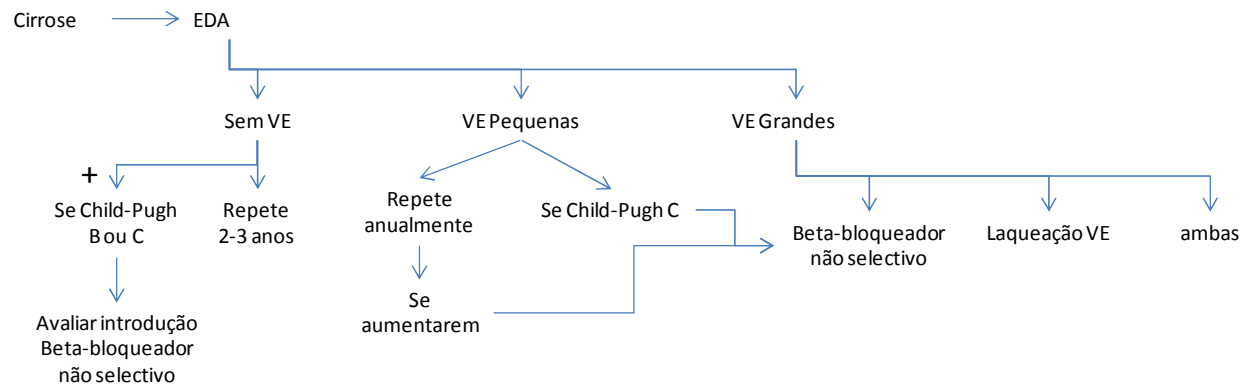 Cirrose
EDA
Sem VE
VE Pequenas
VE Grandes
+
Se Child-Pugh
B ou C
Repete
2-3 anos
Repete
anualmente
Se Child-Pugh C
Beta-bloqueador
não selectivo
Laqueação VE
ambas
Se
aumentarem
Avaliar introdução
Beta-bloqueador
não selectivo